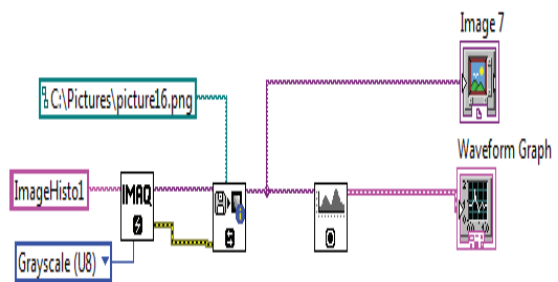 Image 7
C:\Pictures\picture16.png
Waveform Graph
ImageHisto1
IMAQ
Grayscale (U8)